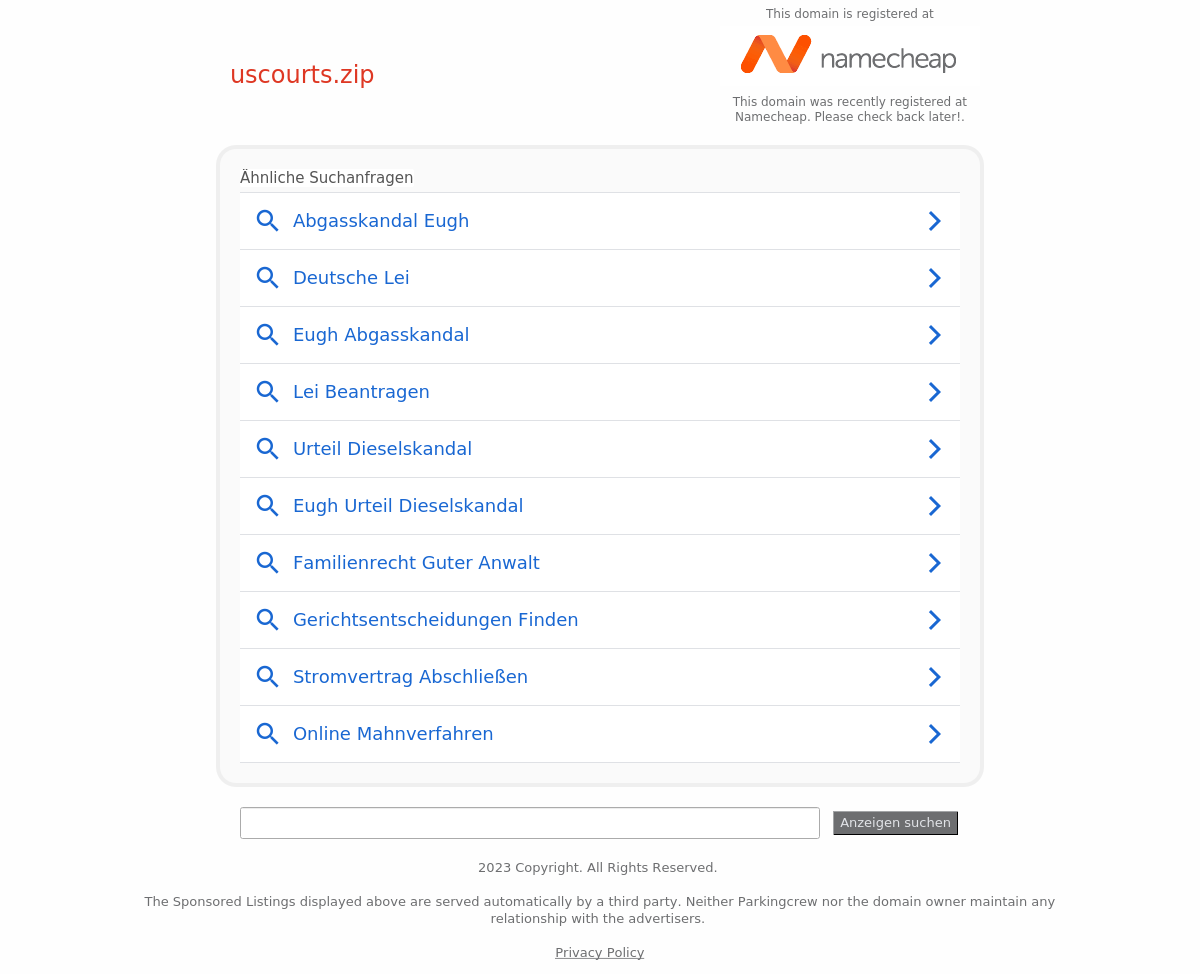 This domain is registered at
namecheap
uscourts.zip
This domain was recently registered at
Namecheap. Please check back later!.
Ähnliche Suchanfragen
Abgasskandal Eugh
Deutsche Lei
Eugh Abgasskandal
Lei Beantragen
Urteil Dieselskandal
Eugh Urteil Dieselskandal
Familienrecht Guter Anwalt
Gerichtsentscheidungen Finden
Stromvertrag Abschließen
Online Mahnverfahren
Anzeigen suchen
2023 Copyright. All Rights Reserved.
The Sponsored Listings displayed above are served automatically by a third party. Neither Parkingcrew nor the domain owner maintain any
relationship with the advertisers.
Privacy Policy